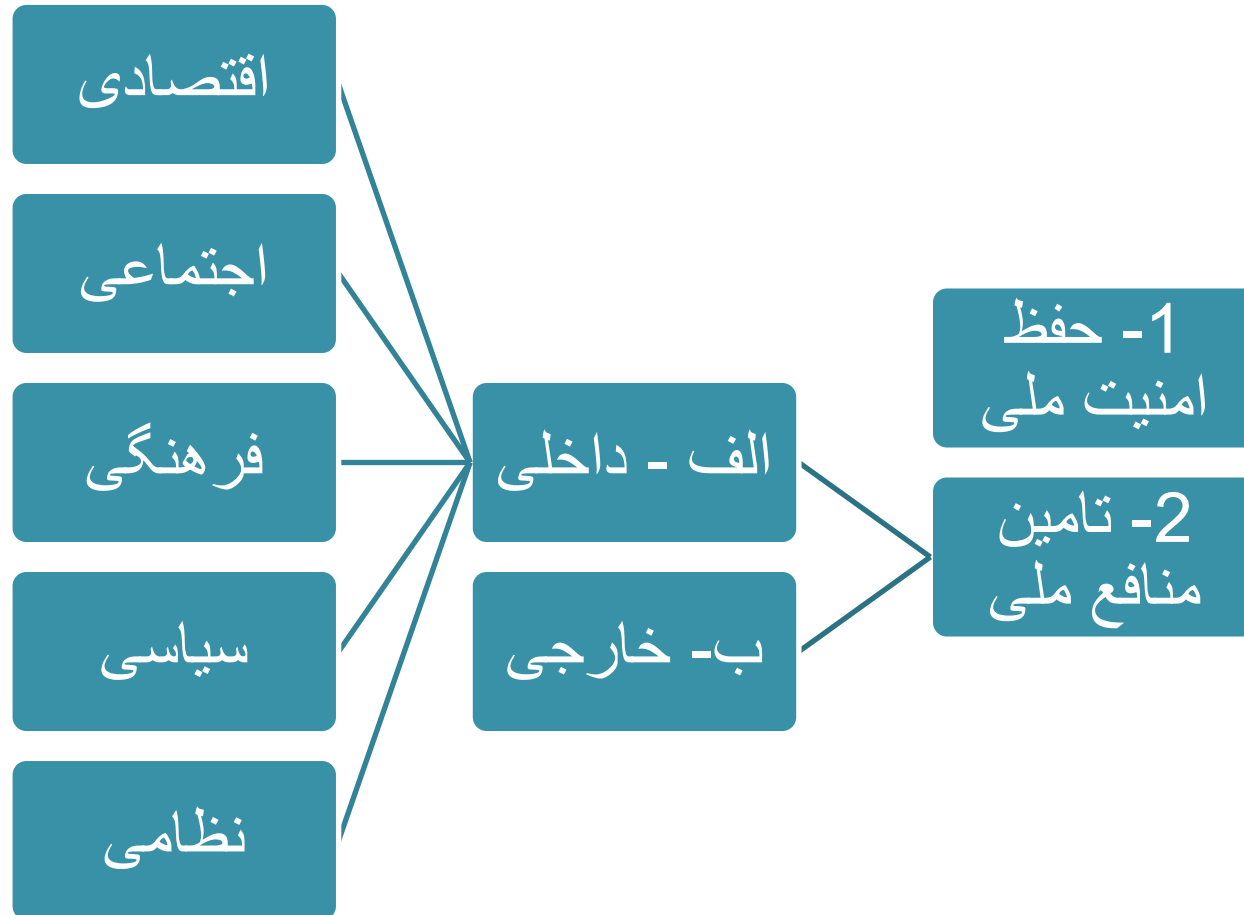 1- حفظ
امنیت ملی
2- تامین
منافع ملی
الف - داخلی
ب- خارجی
اقتصادی
اجتماعی
فرهنگی
سیاسی
نظامی